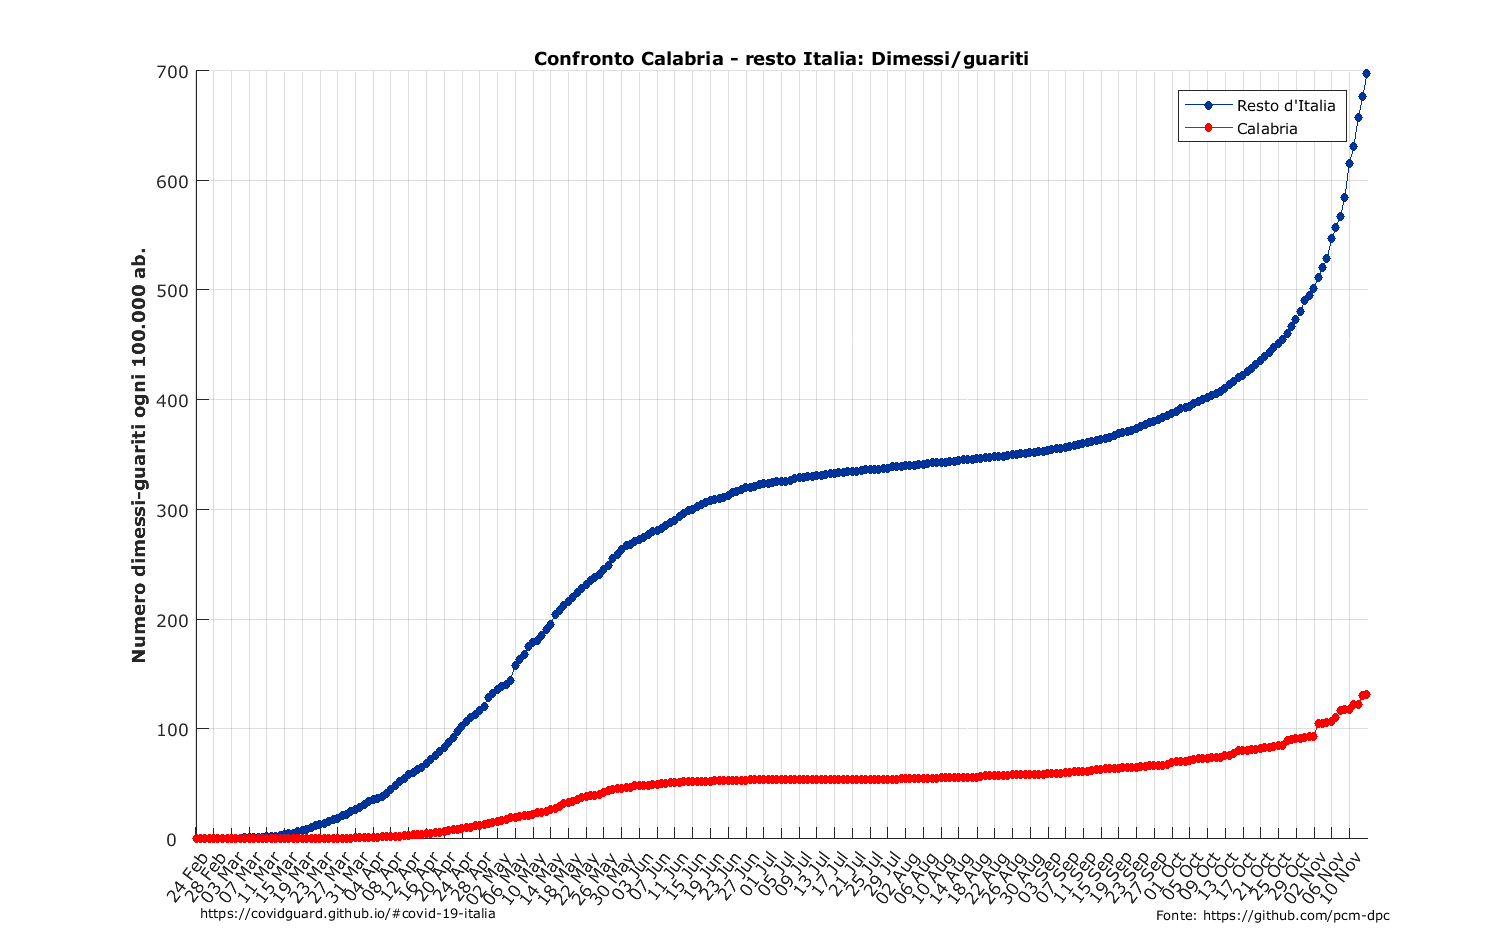 Confronto Calabria - resto Italia: Dimessi/guariti
Resto d'Italia
Calabria
Numero dimessi-guariti ogni 100.000 ab.
700
600
500
400
300
200
100
0
24 Feb
28 Feb
03 Mar
07 Mar
11 Mar
15 Mar
19 Mar
23 Mar
27 Mar
31 Mar
04 Apr
08 Apr
12 Apr
16 Apr
20 Apr
24 Apr
28 Apr
02 May
06 May
10 May
14 May
18 May
22 May
26 May
30 May
03 Jun
07 Jun
11 Jun
15 Jun
19 Jun
23 Jun
27 Jun
01 Jul
05 Jul
09 Jul
13 Jul
17 Jul
21 Jul
25 Jul
29 Jul
02 Aug
06 Aug
10 Aug
14 Aug
18 Aug
22 Aug
26 Aug
30 Aug
03 Sep
07 Sep
11 Sep
15 Sep
19 Sep
23 Sep
27 Sep
01 Oct
05 Oct
09 Oct
13 Oct
17 Oct
21 Oct
25 Oct
29 Oct
02 Nov
06 Nov
10 Nov
https://covidguard.github.io/#covid-19-italia
Fonte: https://github.com/pcm-dpc